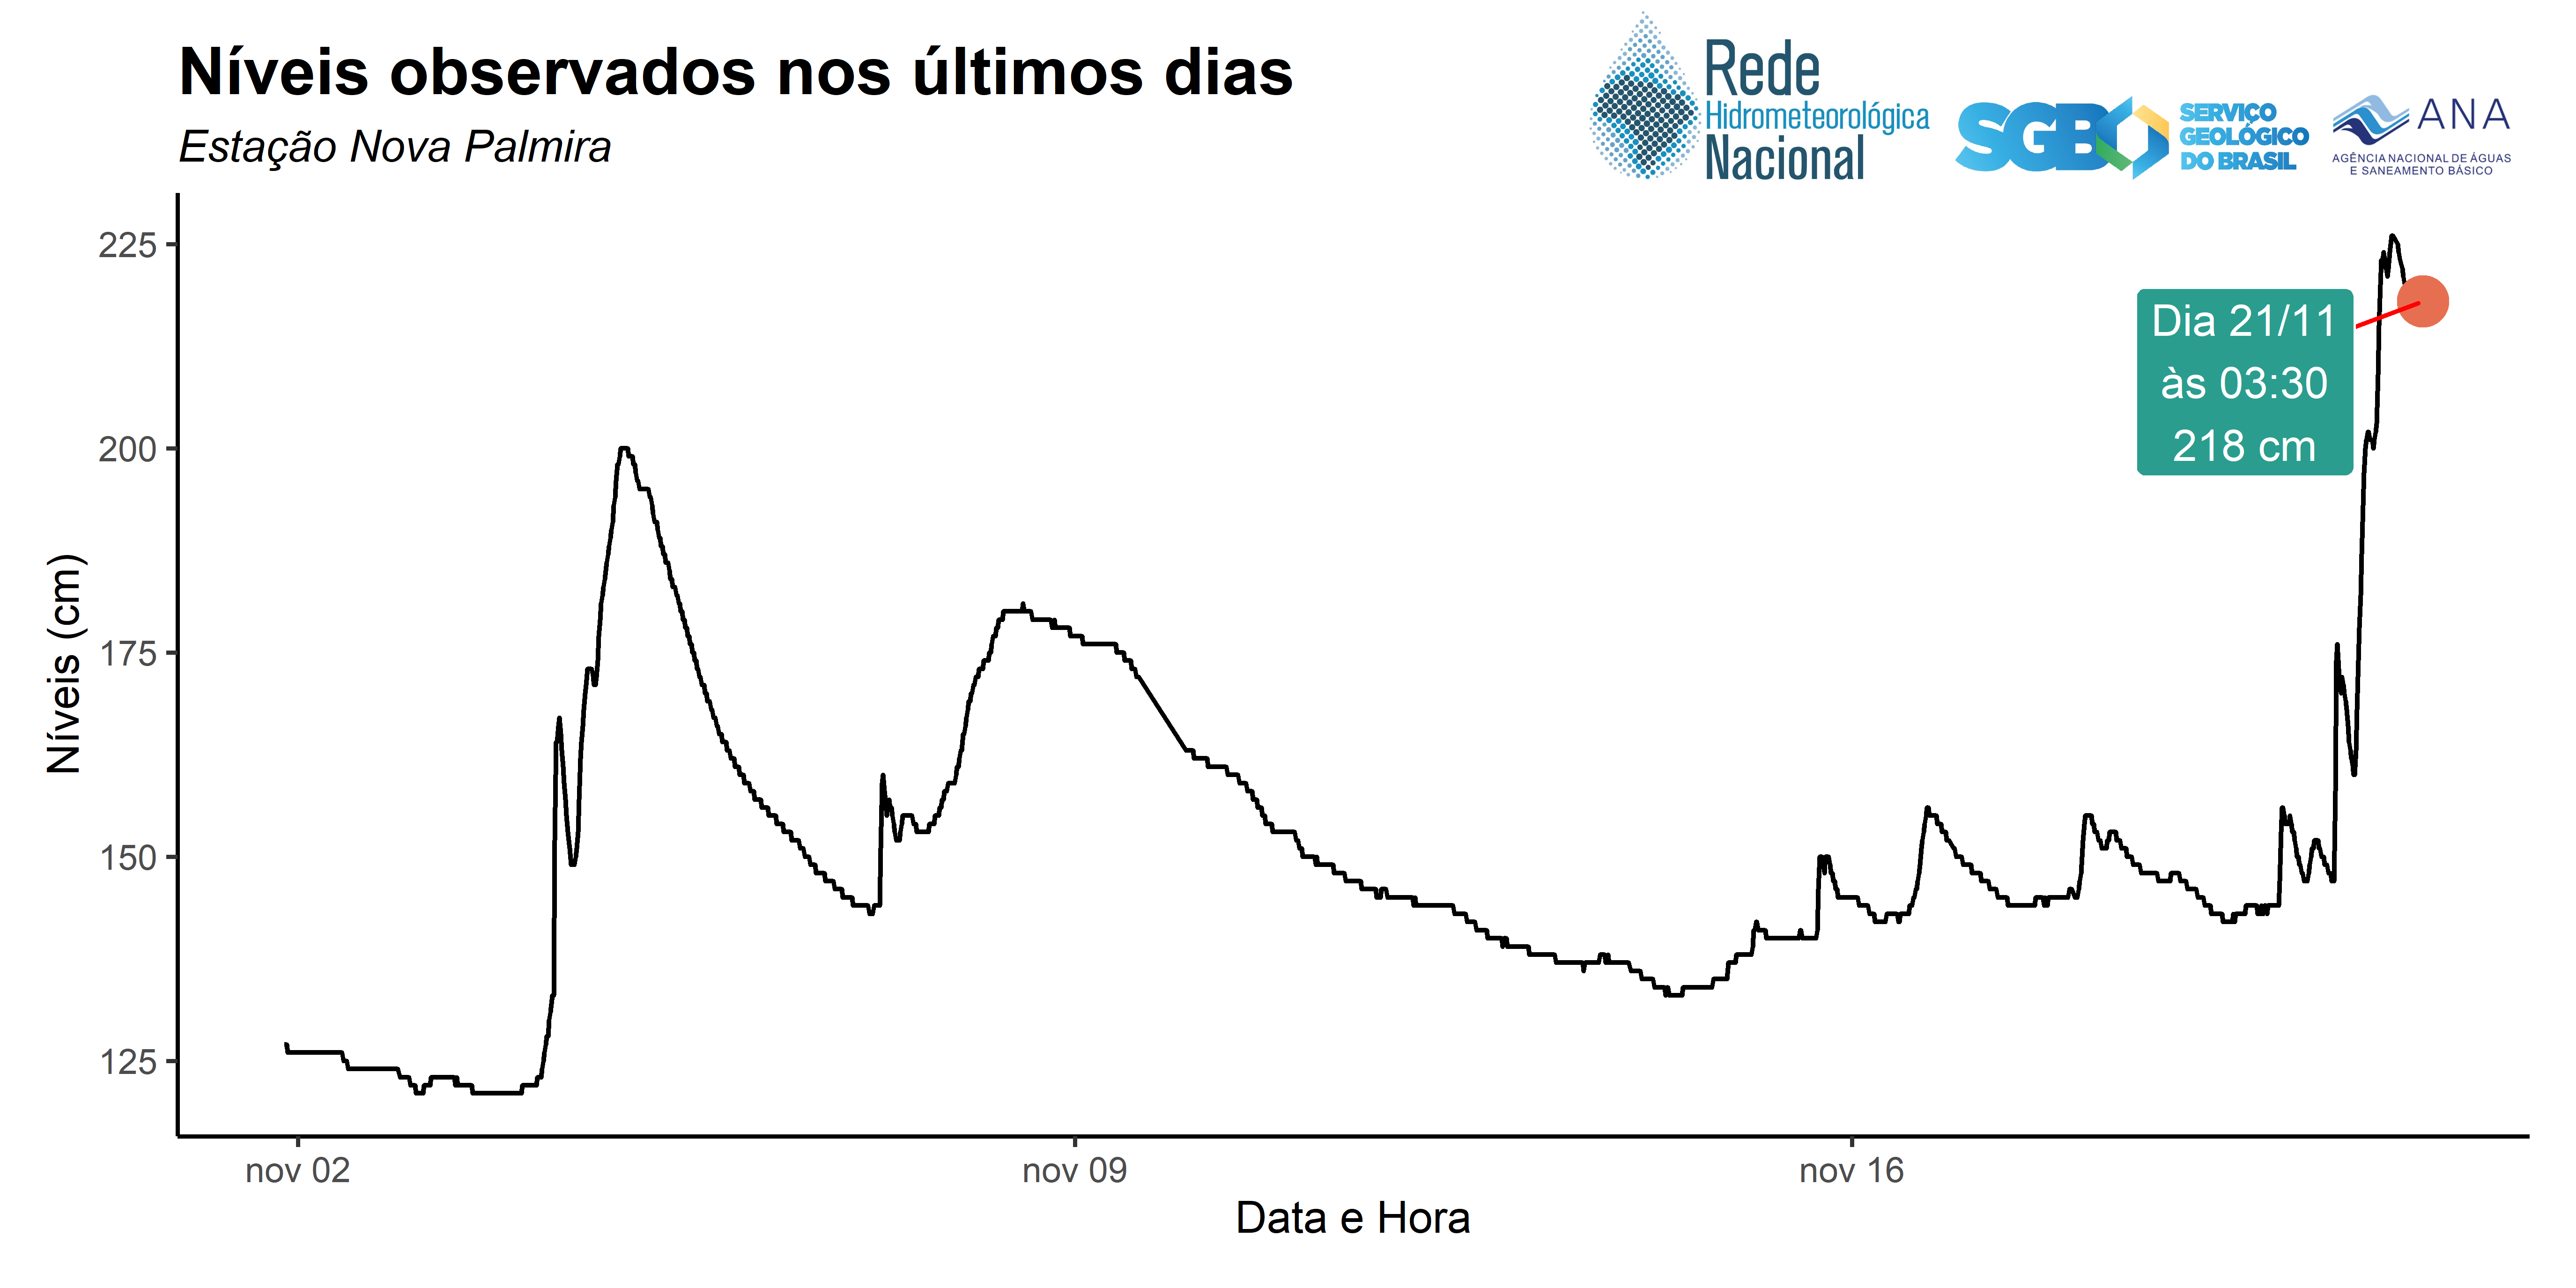 Níveis observados nos últimos dias
Estação Nova Palmira
Rede
Hidrometeorológica
Nacional
SGB
SERVIÇO
GEOLÓGICO
DO BRASIL
ANA
AGÊNCIA NACIONAL DE ÁGUAS
E SANEAMENTO BÁSICO
225
200
175
150
125
Níveis (cm)
Dia 21/11
às 03:30
218 cm
nov 02
nov 09
nov 16
Data e Hora